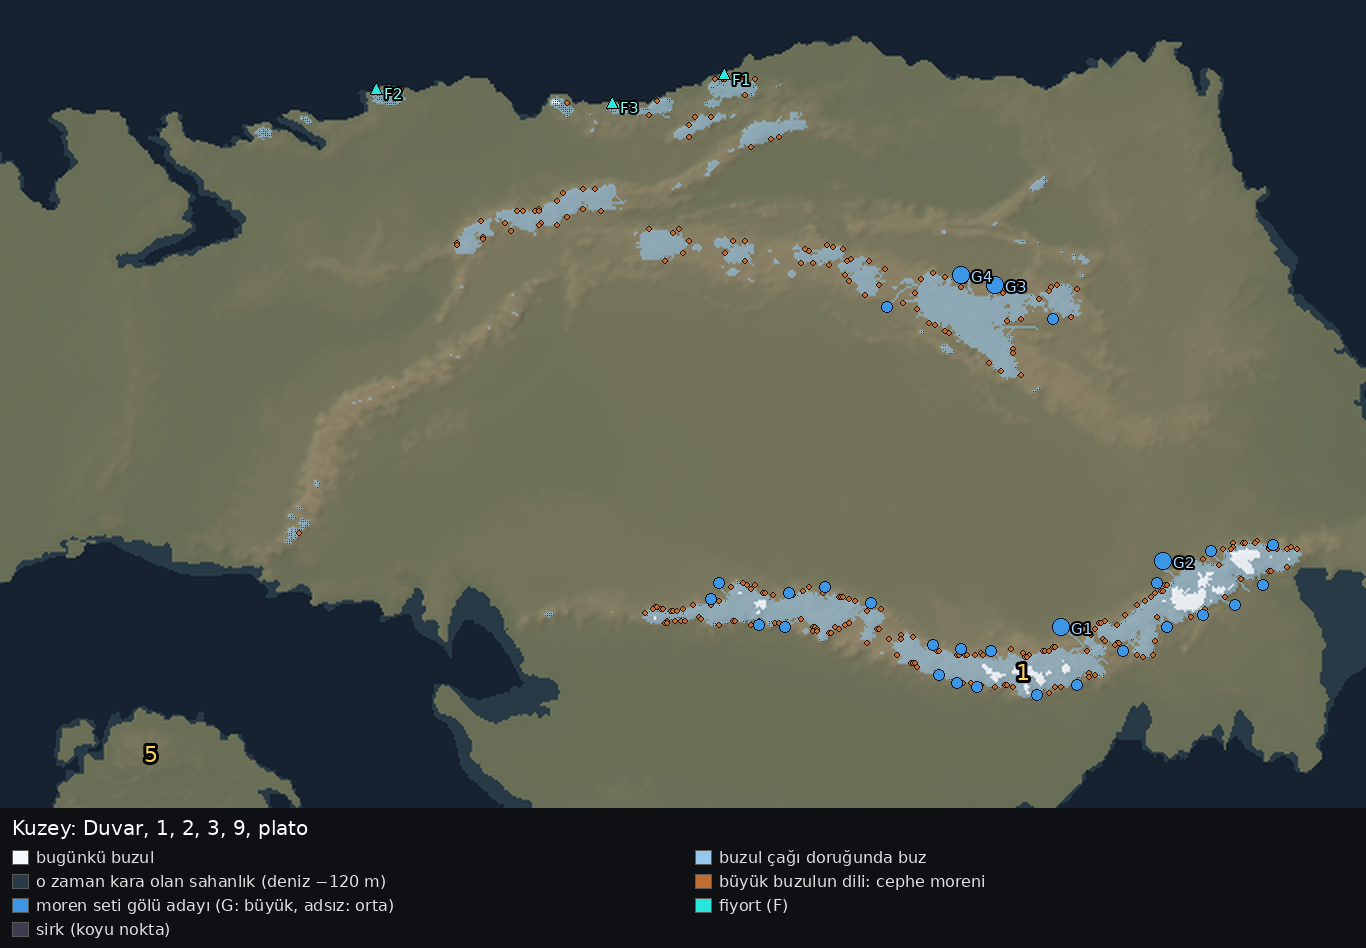 F1
F2
F3
G4
G3
G2
G1
1
5
Kuzey: Duvar, 1, 2, 3, 9, plato
bugünkü buzul
buzul çağı doruğunda buz
o zaman kara olan sahanlık (deniz −120 m)
büyük buzulun dili: cephe moreni
moren seti gölü adayı (G: büyük, adsız: orta)
fiyort (F)
sirk (koyu nokta)